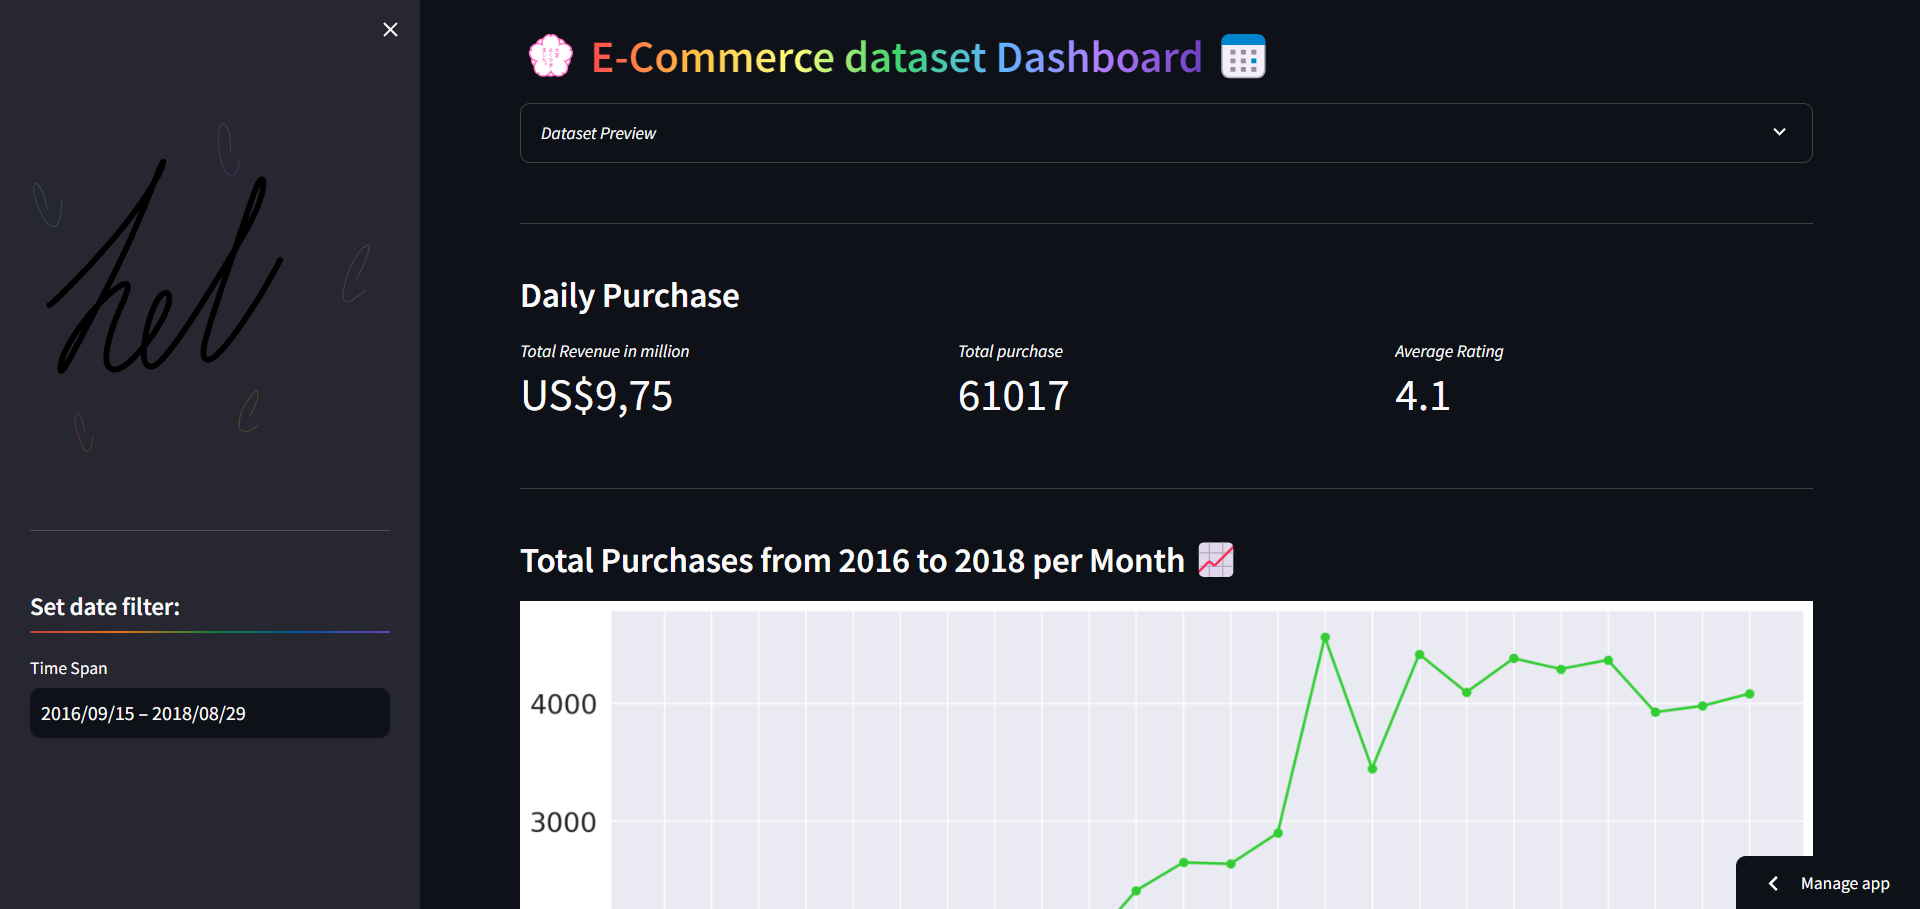 hel
E-Commerce dataset Dashboard
Dataset Preview
Daily Purchase
Total Revenue in million
US$9,75
Total purchase
61017
Average Rating
4.1
Set date filter:
Time Span
2016/09/15 – 2018/08/29
Total Purchases from 2016 to 2018 per Month
4000
3000
Manage app